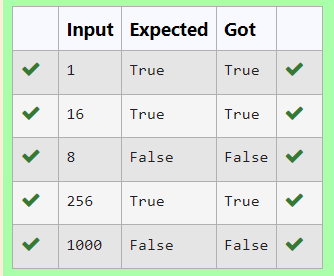 Input Expected Got
1 True True
16 True True
8 False False
256 True True
1000 False False